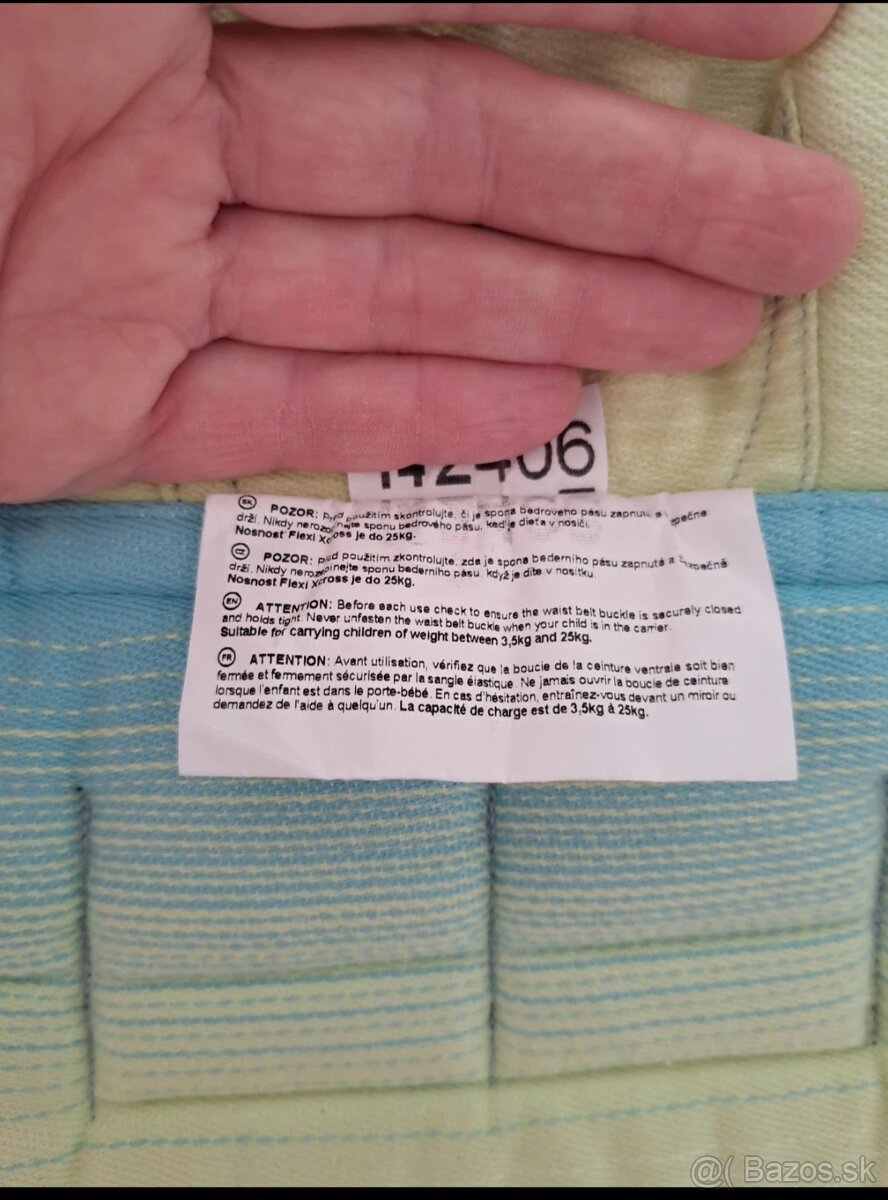 142406
SK POZOR: Pred použitím skontrolujte, či je spona bedrového pásu zapnutá a
drží. Nikdy nerozopínajte sponu bedrového pásu, keď je dieťa v nosiči.
Nosnosť Flexi Xcross je do 25kg.
CZ POZOR: před použitím zkontrolujte, zda je spona bederního pásu zapnutá a bezpečně
drží. Nikdy nerozepínejte sponu bederního pásu, když je dítě v nosítku.
Nosnost Flexi Xcross je do 25kg.
EN ATTENTION: Before each use check to ensure the waist belt buckle is securely closed
and holds tight. Never unfasten the waist belt buckle when your child is in the carrier.
Suitable for carrying children of weight between 3,5kg and 25kg.
FR ATTENTION: Avant utilisation, vérifiez que la boucle de la ceinture ventrale soit bien
fermée et fermement sécurisée par la sangle élastique. Ne jamais ouvrir la boucle de ceinture
lorsque l'enfant est dans le porte-bébé. En cas d'hésitation, entraînez-vous devant un miroir ou
demandez de l'aide à quelqu'un. La capacité de charge est de 3,5kg à 25kg.
@( Bazos.sk